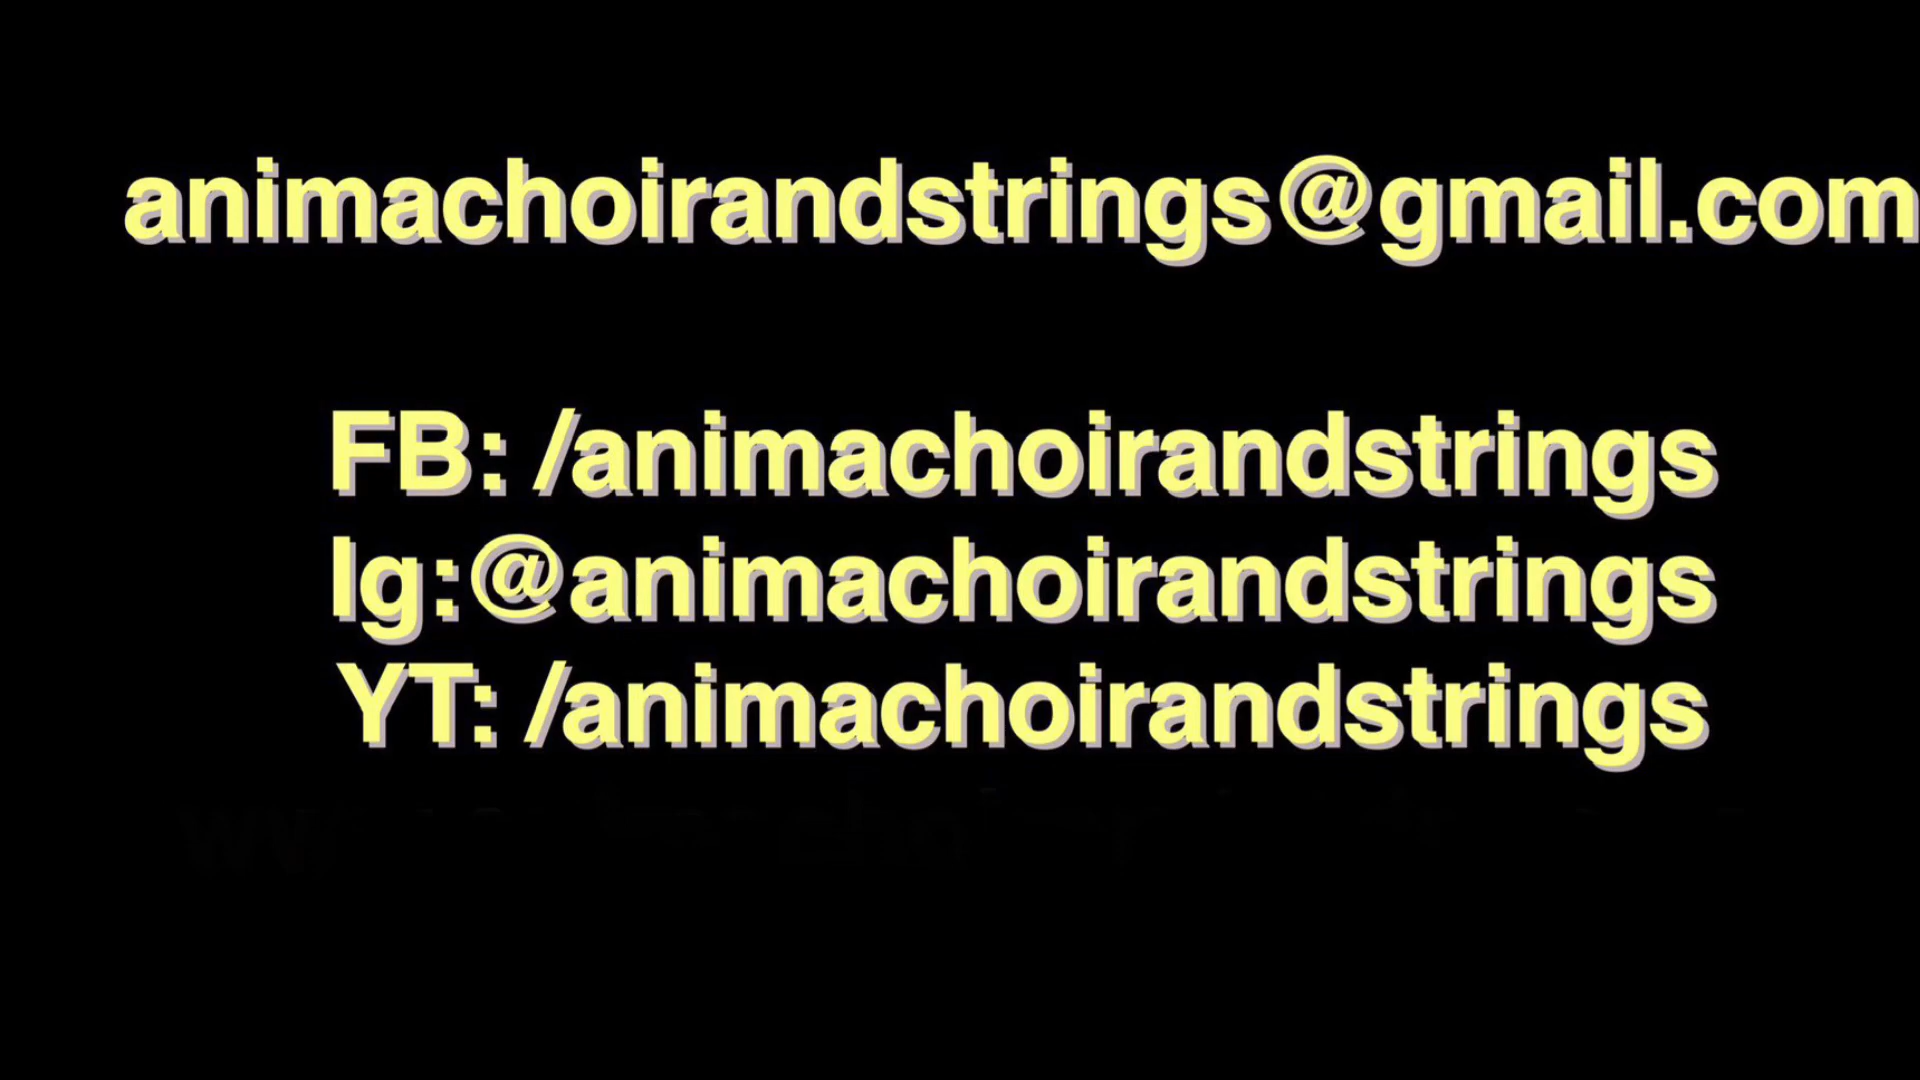 animachoirandstrings@gmail.com
FB: /animachoirandstrings
Ig:@animachoirandstrings
YT: /animachoirandstrings